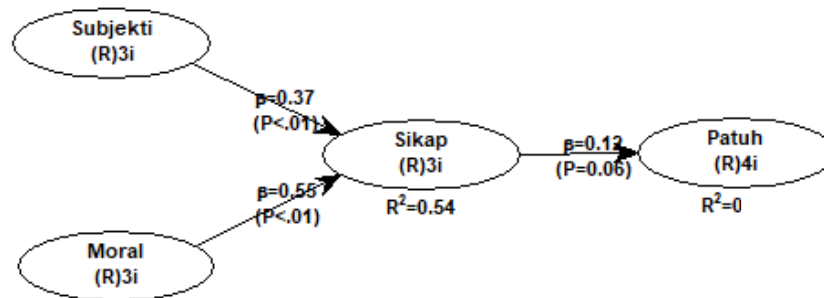 Subjekti
(R)3i
β=0.37
(P<.01)
Sikap
(R)3i
R²=0.54
β=0.12
(P=0.06)
Patuh
(R)4i
R²=0
β=0.55
(P<.01)
Moral
(R)3i